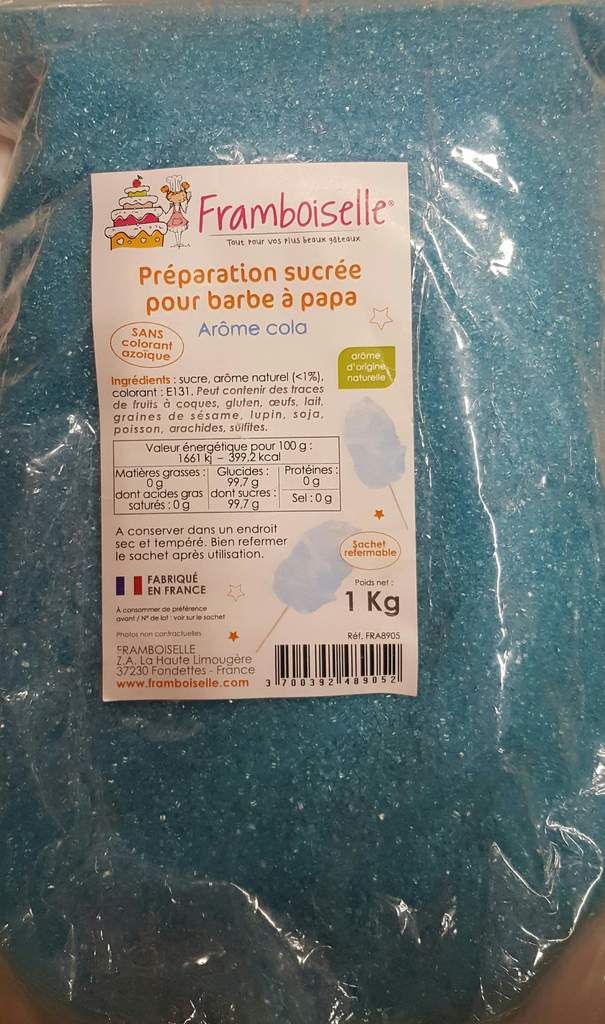 Framboiselle®
Tout pour vos plus beaux gâteaux
Préparation sucrée
pour barbe à papa
Arôme cola
SANS
colorant
azoïque
arôme
d'origine
naturelle
Ingrédients : sucre, arôme naturel (<1%),
colorant : E131. Peut contenir des traces
de fruits à coques, gluten, œufs, lait,
graines de sésame, lupin, soja,
poisson, arachides, sulfites.
Valeur énergétique pour 100 g :
1661 kj – 399,2 kcal
Matières grasses :
0 g
dont acides gras
saturés : 0 g
Glucides :
99,7 g
dont sucres :
99,7 g
Protéines :
0 g
Sel : 0 g
A conserver dans un endroit
sec et tempéré. Bien refermer
le sachet après utilisation.
Sachet
refermable
FABRIQUÉ
EN FRANCE
Poids net :
1 Kg
À consommer de préférence
avant / N° de lot : voir sur le sachet
Photos non contractuelles
Réf. FRA8905
FRAMBOISELLE
Z.A. La Haute Limougère
37230 Fondettes - France
www.framboiselle.com
3 700392 489052